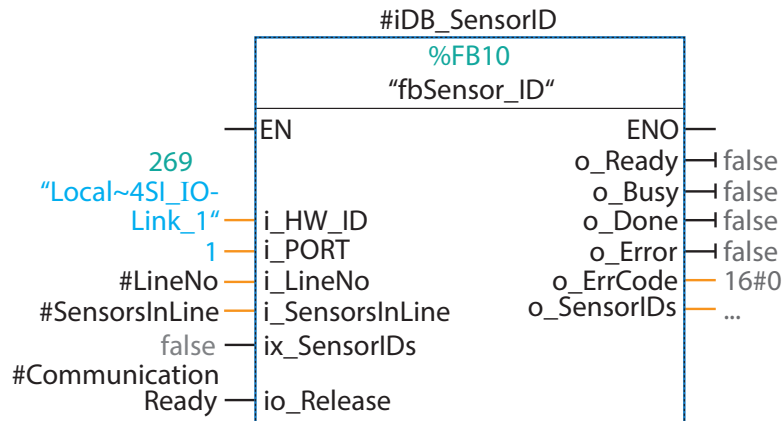 #iDB_SensorID
%FB10
“fbSensor_ID“
EN ENO
269 o_Ready false
“Local~4SI_IO- o_Busy false
Link_1“ i_HW_ID o_Done false
1 i_PORT o_Error false
#LineNo i_LineNo o_ErrCode 16#0
#SensorsInLine i_SensorsInLine o_SensorIDs ...
false ix_SensorIDs
#Communication
Ready io_Release